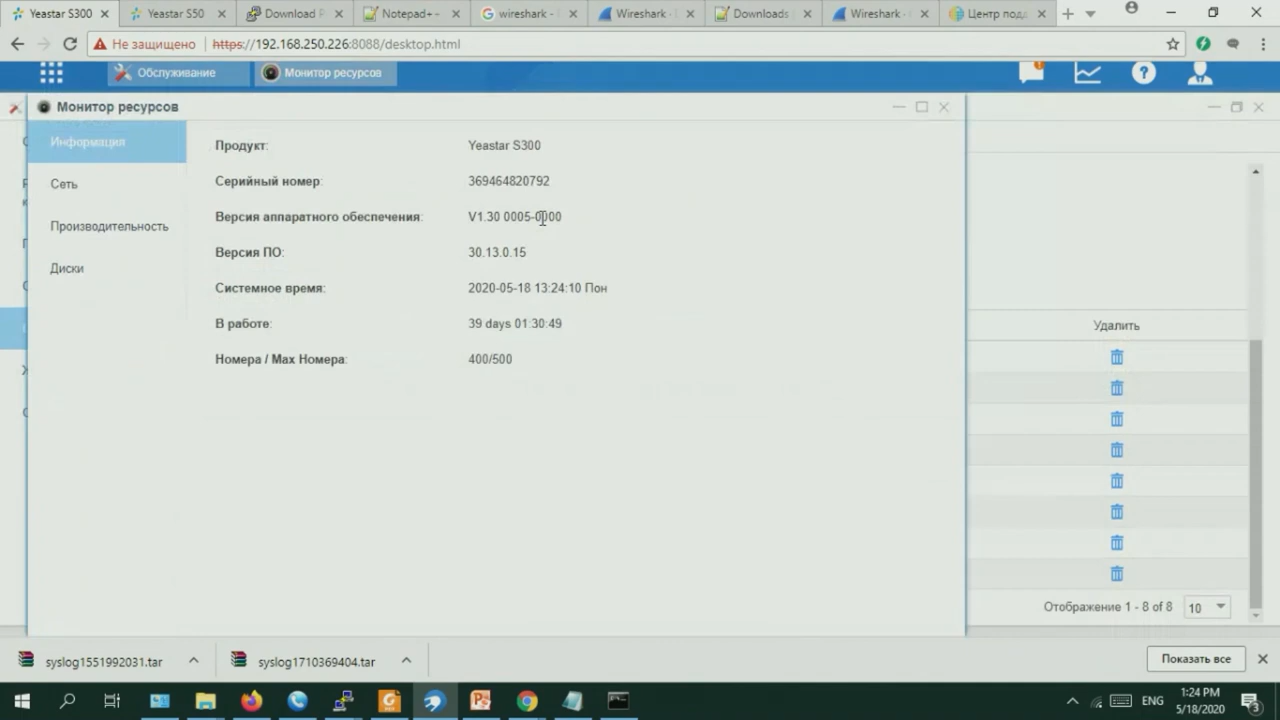 Yeastar S300
Yeastar S50
Download P
Notepad++ -
wireshark -
Wireshark ·
Downloads
Wireshark ·
Центр под
Не защищено
https://192.168.250.226:8088/desktop.html
Обслуживание
Монитор ресурсов
Монитор ресурсов
Информация
Сеть
Производительность
Диски
Продукт: Yeastar S300
Серийный номер: 369464820792
Версия аппаратного обеспечения: V1.30 0005-0000
Версия ПО: 30.13.0.15
Системное время: 2020-05-18 13:24:10 Пон
В работе: 39 days 01:30:49
Номера / Max Номера: 400/500
Удалить
Отображение 1 - 8 of 8
10
syslog1551992031.tar
syslog1710369404.tar
Показать все
ENG
1:24 PM
5/18/2020
3